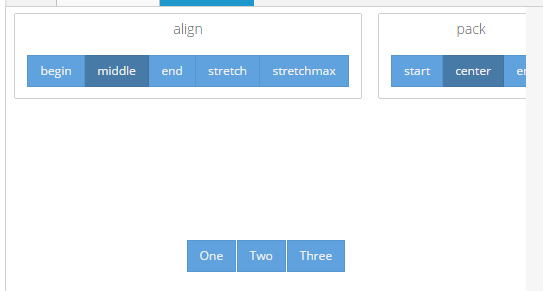 align
pack
begin middle end stretch stretchmax
start center
One Two Three